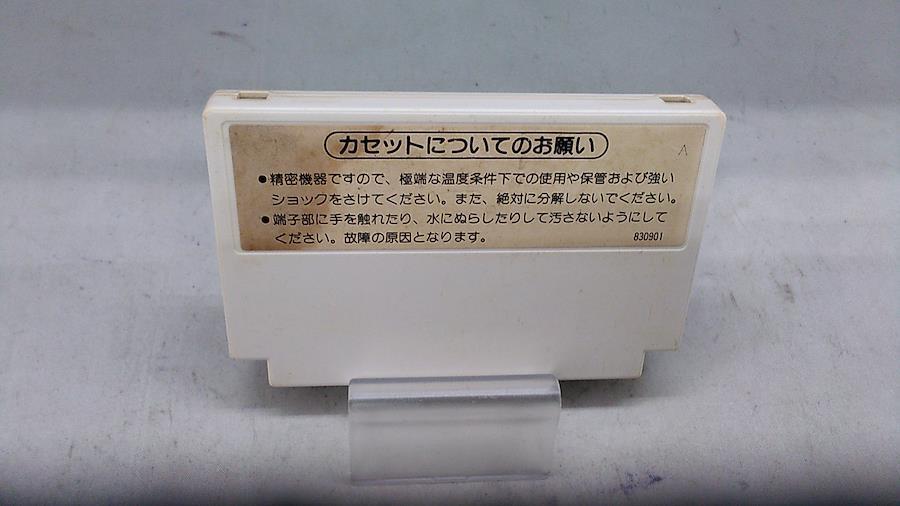 カセットについてのお願い
A
●精密機器ですので、極端な温度条件下での使用や保管および強い
ショックをさけてください。また、絶対に分解しないでください。
●端子部に手を触れたり、水にぬらしたりして汚さないようにして
ください。故障の原因となります。
830901